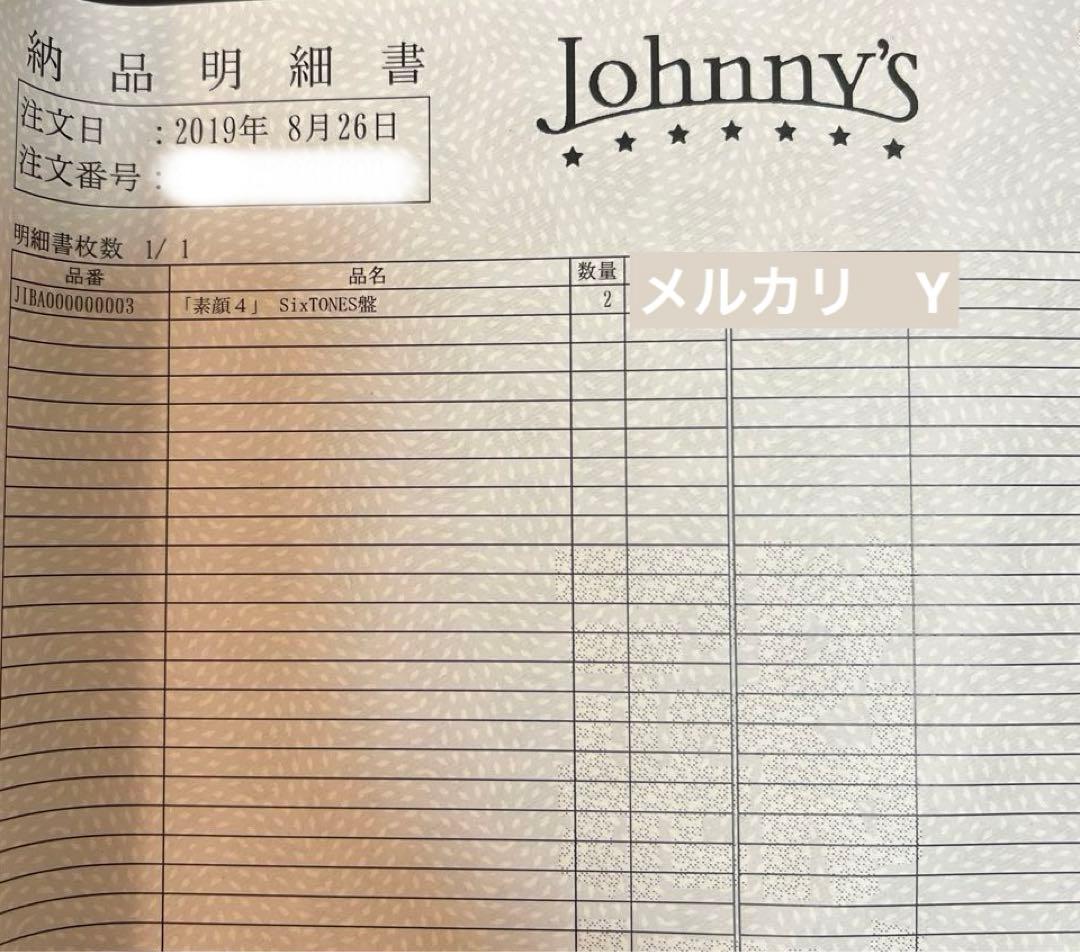 納品明細書
Johnny's
注文日 :2019年 8月26日
注文番号:
明細書枚数 1/ 1
品番 品名 数量
JIBA000000003 「素顔4」 SixTONES盤 2
メルカリ Y